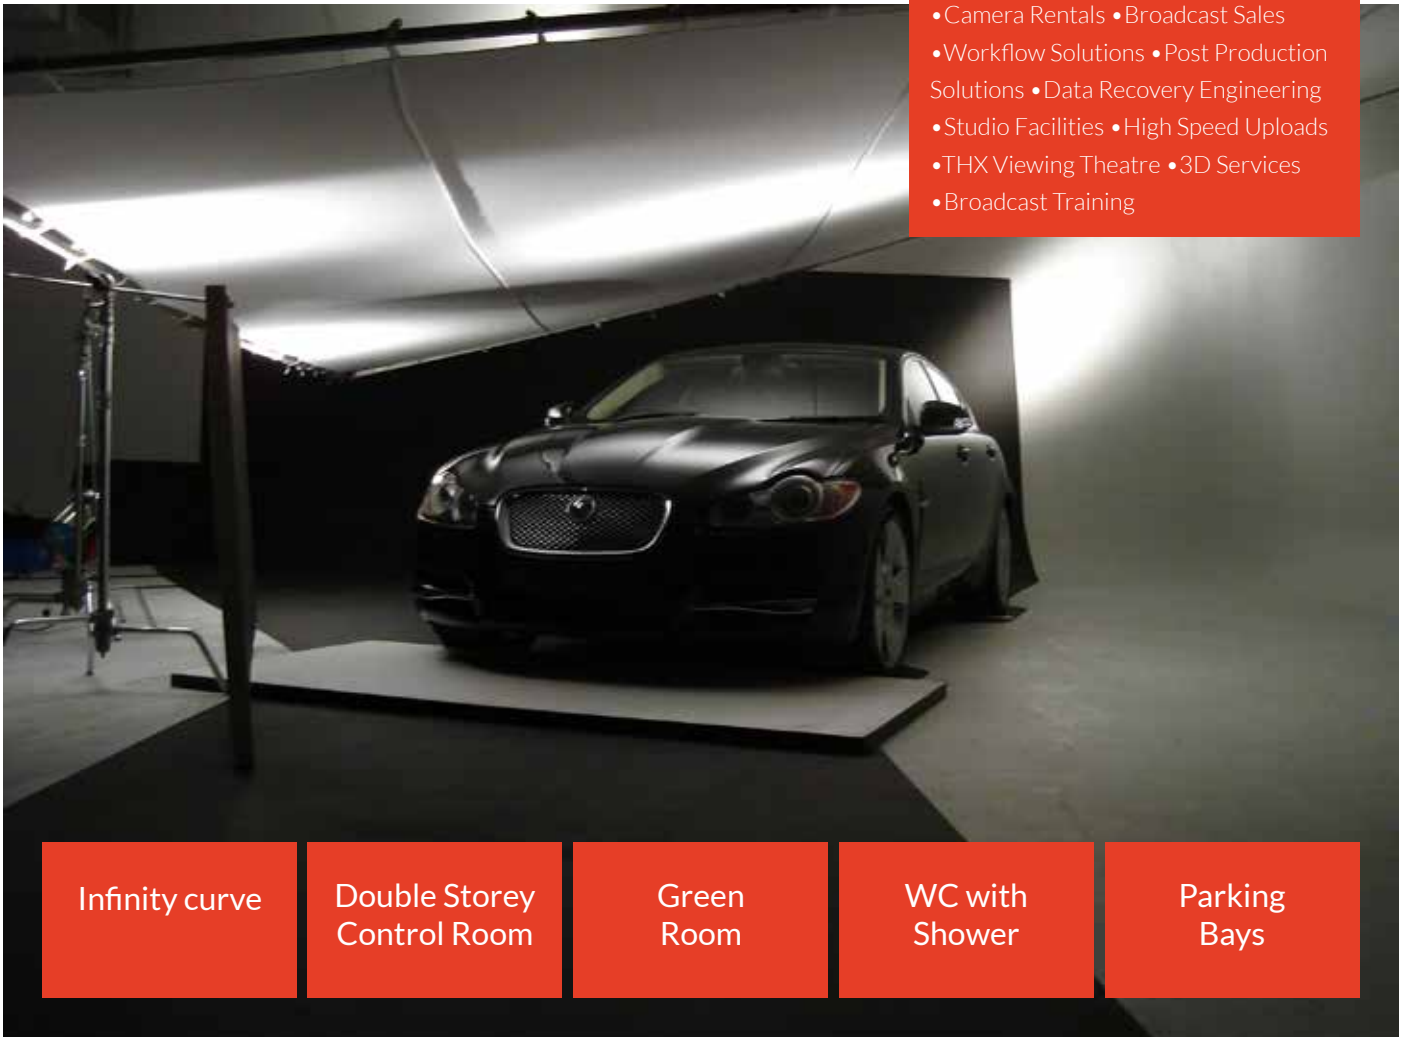 •Camera Rentals •Broadcast Sales
•Workflow Solutions •Post Production
Solutions •Data Recovery Engineering
•Studio Facilities •High Speed Uploads
•THX Viewing Theatre •3D Services
•Broadcast Training
Infinity curve
Double Storey
Control Room
Green
Room
WC with
Shower
Parking
Bays